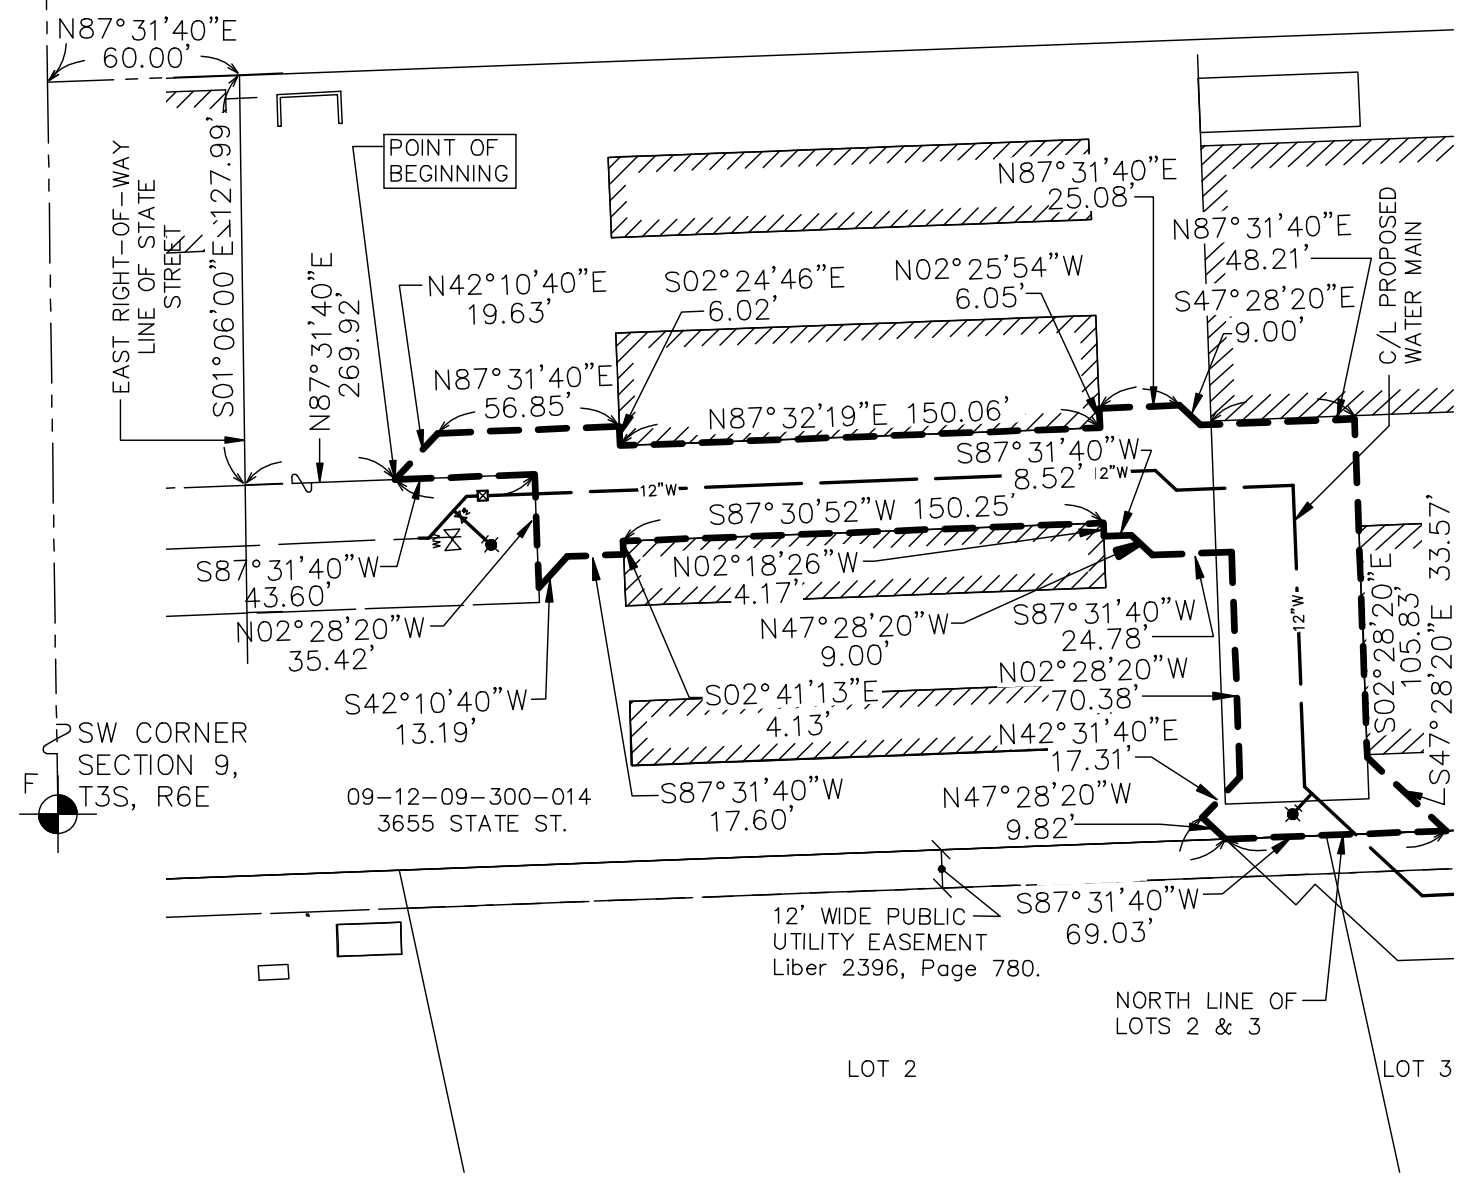 N87°31'40"E
60.00'
EAST RIGHT-OF-WAY
LINE OF STATE
STREET
S01°06'00"E 127.99'
POINT OF
BEGINNING
N87°31'40"E
269.92'
N42°10'40"E
19.63'
N87°31'40"E
56.85'
S02°24'46"E
6.02'
N87°32'19"E 150.06'
N02°25'54"W
6.05'
N87°31'40"E
25.08'
N87°31'40"E
48.21'
S47°28'20"E
9.00'
C/L PROPOSED
WATER MAIN
S87°31'40"W
8.52'
12"W
12"W
12"W
S87°30'52"W 150.25'
S87°31'40"W
43.60'
N02°28'20"W
35.42'
S42°10'40"W
13.19'
N02°18'26"W
4.17'
N47°28'20"W
9.00'
S87°31'40"W
24.78'
S02°41'13"E
4.13'
N02°28'20"W
70.38'
N42°31'40"E
17.31'
S87°31'40"W
17.60'
N47°28'20"W
9.82'
S02°28'20"E
105.83'
S47°28'20"E 33.57'
F
SW CORNER
SECTION 9,
T3S, R6E
09-12-09-300-014
3655 STATE ST.
12' WIDE PUBLIC
UTILITY EASEMENT
Liber 2396, Page 780.
S87°31'40"W
69.03'
NORTH LINE OF
LOTS 2 & 3
LOT 2
LOT 3